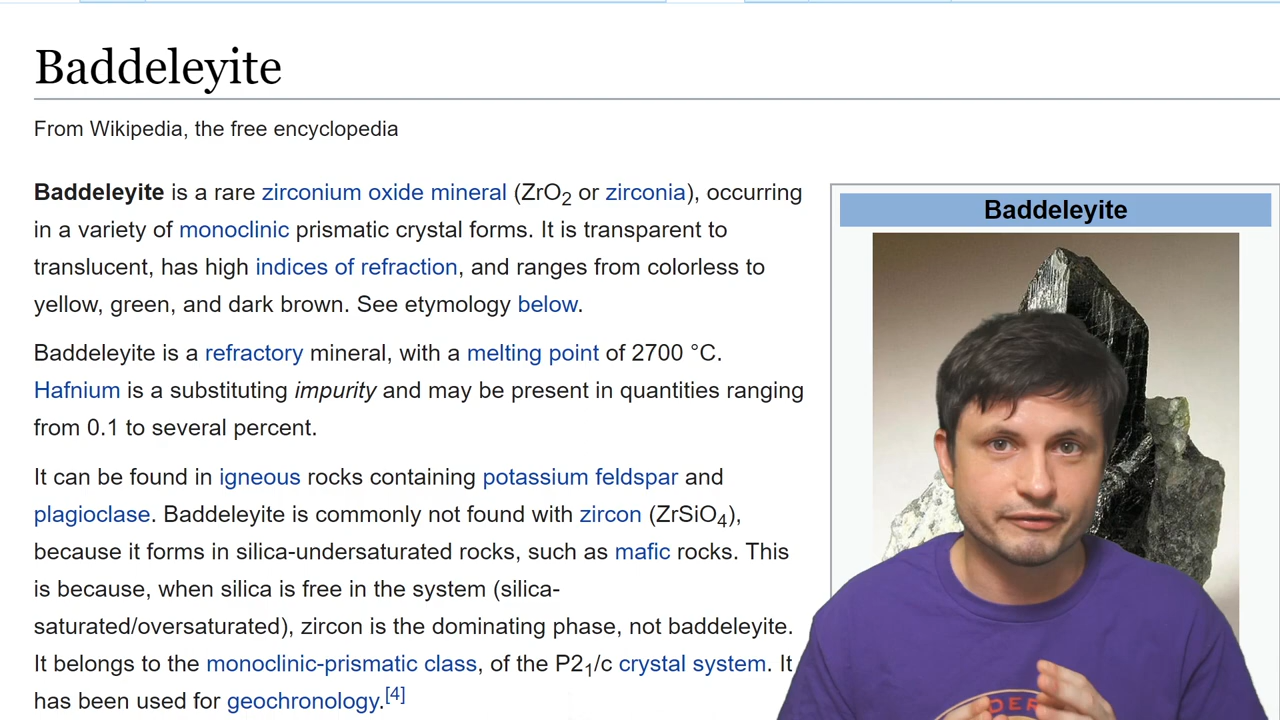 Baddeleyite
From Wikipedia, the free encyclopedia
Baddeleyite is a rare zirconium oxide mineral (ZrO2 or zirconia), occurring
in a variety of monoclinic prismatic crystal forms. It is transparent to
translucent, has high indices of refraction, and ranges from colorless to
yellow, green, and dark brown. See etymology below.
Baddeleyite is a refractory mineral, with a melting point of 2700 °C.
Hafnium is a substituting impurity and may be present in quantities ranging
from 0.1 to several percent.
It can be found in igneous rocks containing potassium feldspar and
plagioclase. Baddeleyite is commonly not found with zircon (ZrSiO4),
because it forms in silica-undersaturated rocks, such as mafic rocks. This
is because, when silica is free in the system (silica-
saturated/oversaturated), zircon is the dominating phase, not baddeleyite.
It belongs to the monoclinic-prismatic class, of the P21/c crystal system. It
has been used for geochronology.[4]
Baddeleyite